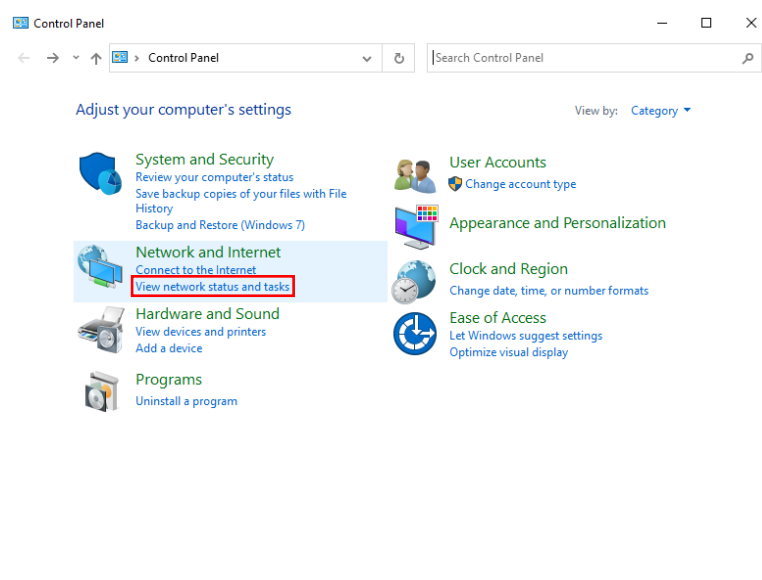 Control Panel
Control Panel
Search Control Panel
Adjust your computer's settings
View by: Category
System and Security
Review your computer's status
Save backup copies of your files with File
History
Backup and Restore (Windows 7)
Network and Internet
Connect to the Internet
View network status and tasks
Hardware and Sound
View devices and printers
Add a device
Programs
Uninstall a program
User Accounts
Change account type
Appearance and Personalization
Clock and Region
Change date, time, or number formats
Ease of Access
Let Windows suggest settings
Optimize visual display